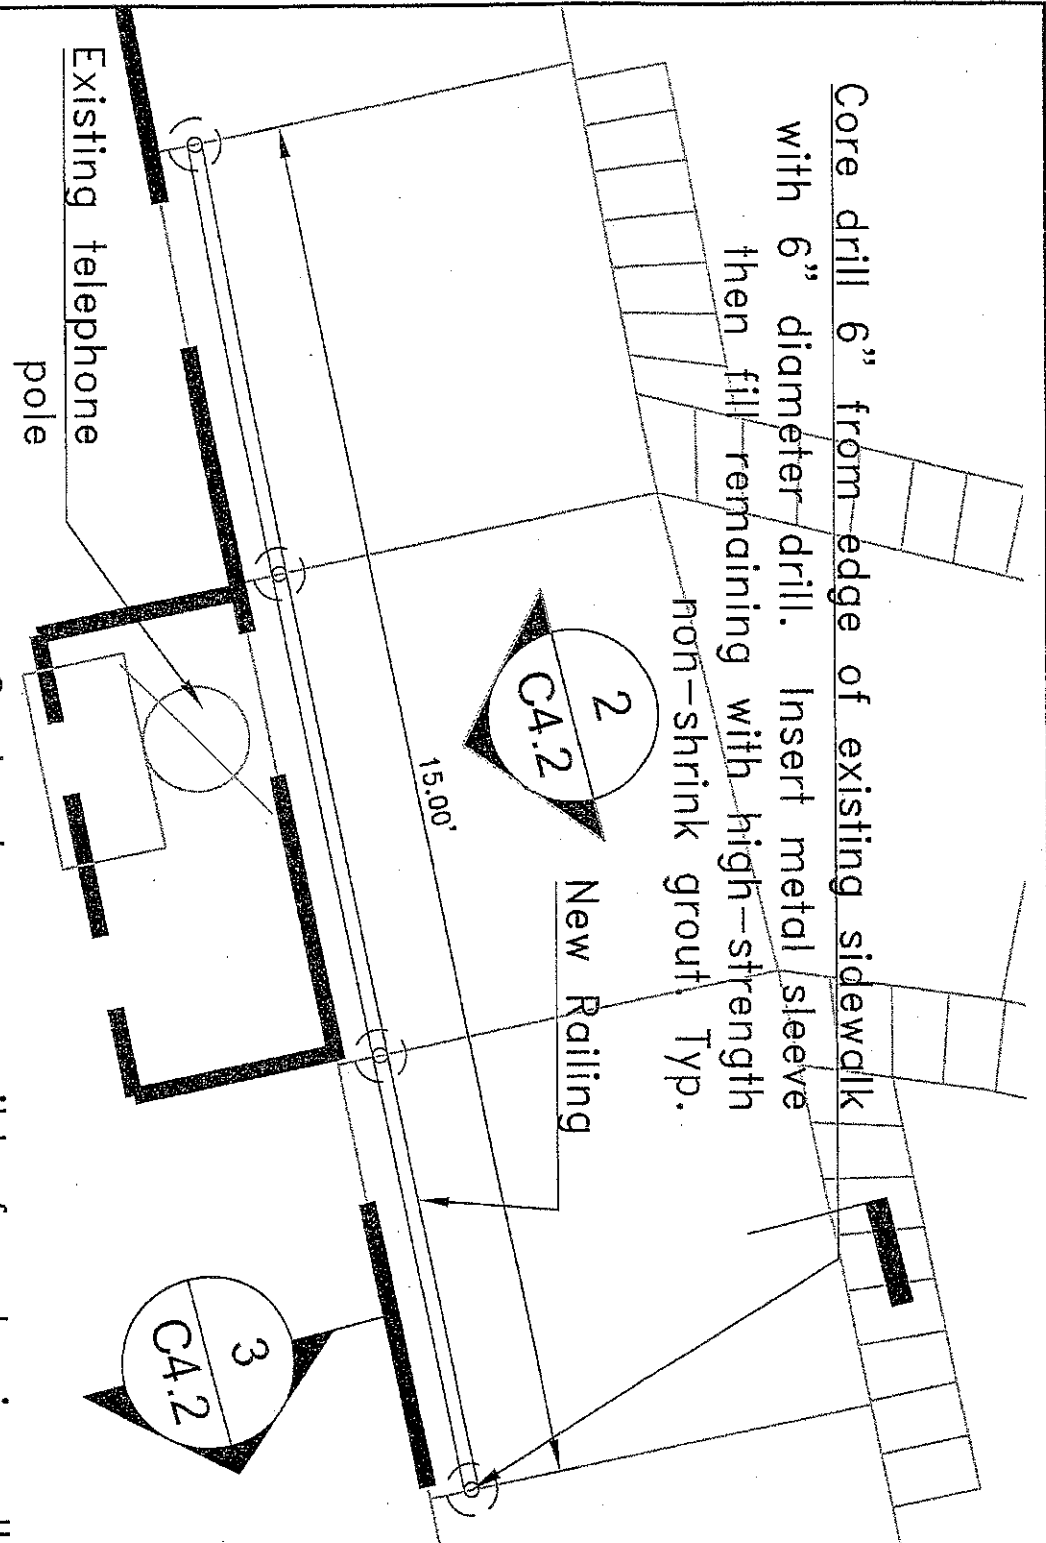 Core drill 6" from edge of existing sidewalk
with 6" diameter drill. Insert metal sleeve
then fill remaining with high-strength
non-shrink grout. Typ.
2
C4.2
15.00'
New Railing
Existing telephone
pole
3
C4.2